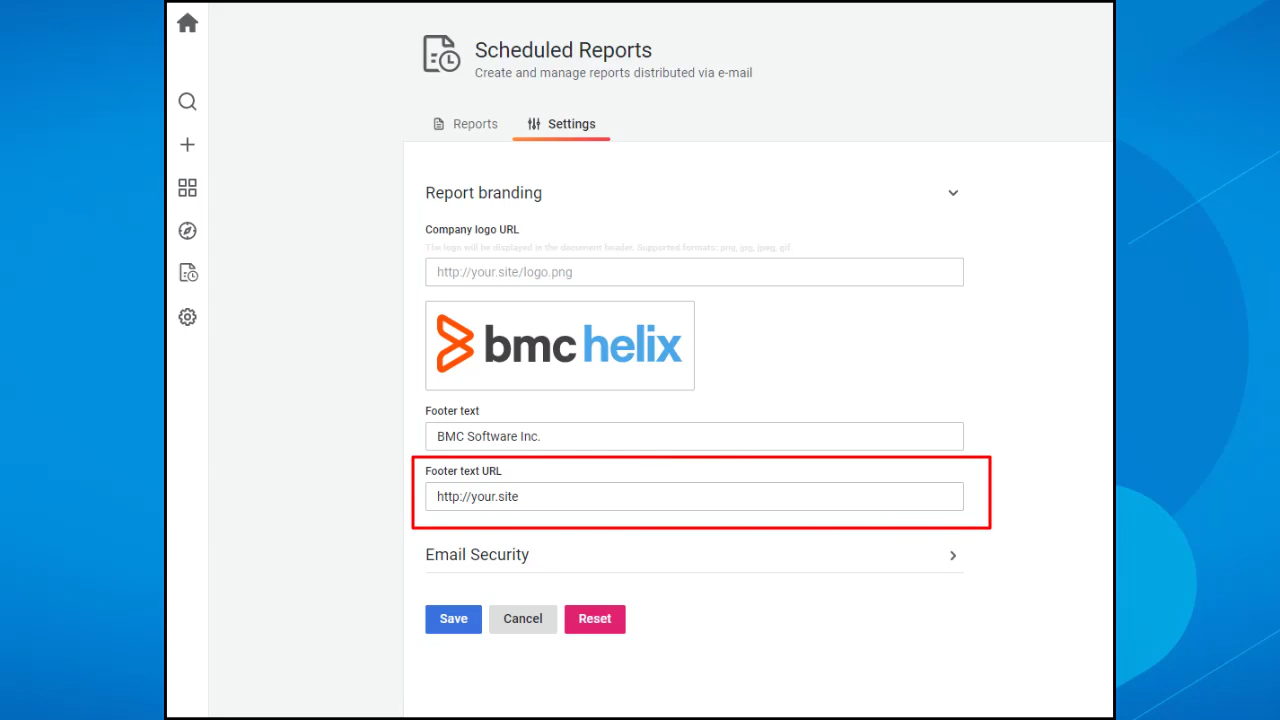 Scheduled Reports
Create and manage reports distributed via e-mail
Reports
Settings
Report branding
Company logo URL
The logo will be displayed in the document header. Supported formats: png, jpg, jpeg, gif
http://your.site/logo.png
bmc helix
Footer text
BMC Software Inc.
Footer text URL
http://your.site
Email Security
Save
Cancel
Reset